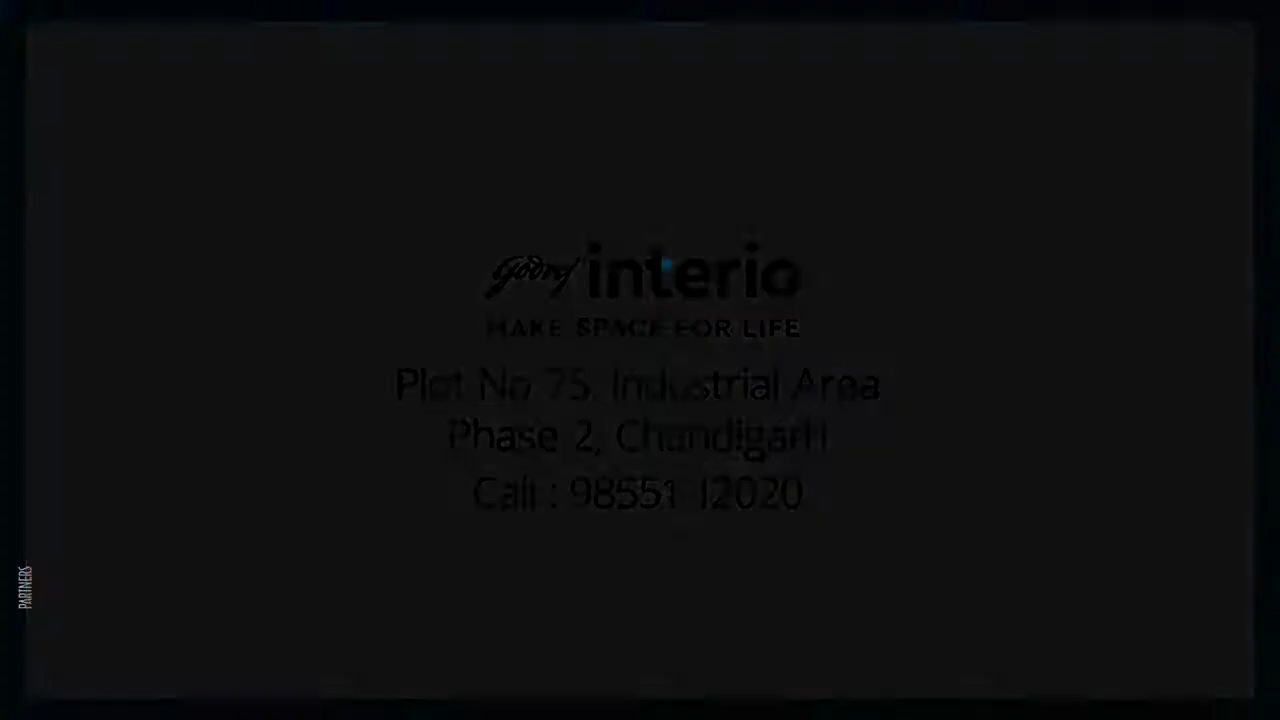 Godrej interio
MAKE SPACE FOR LIFE
Plot No 75, Industrial Area
Phase 2, Chandigarh
Call : 98551 12020
PARTNERS